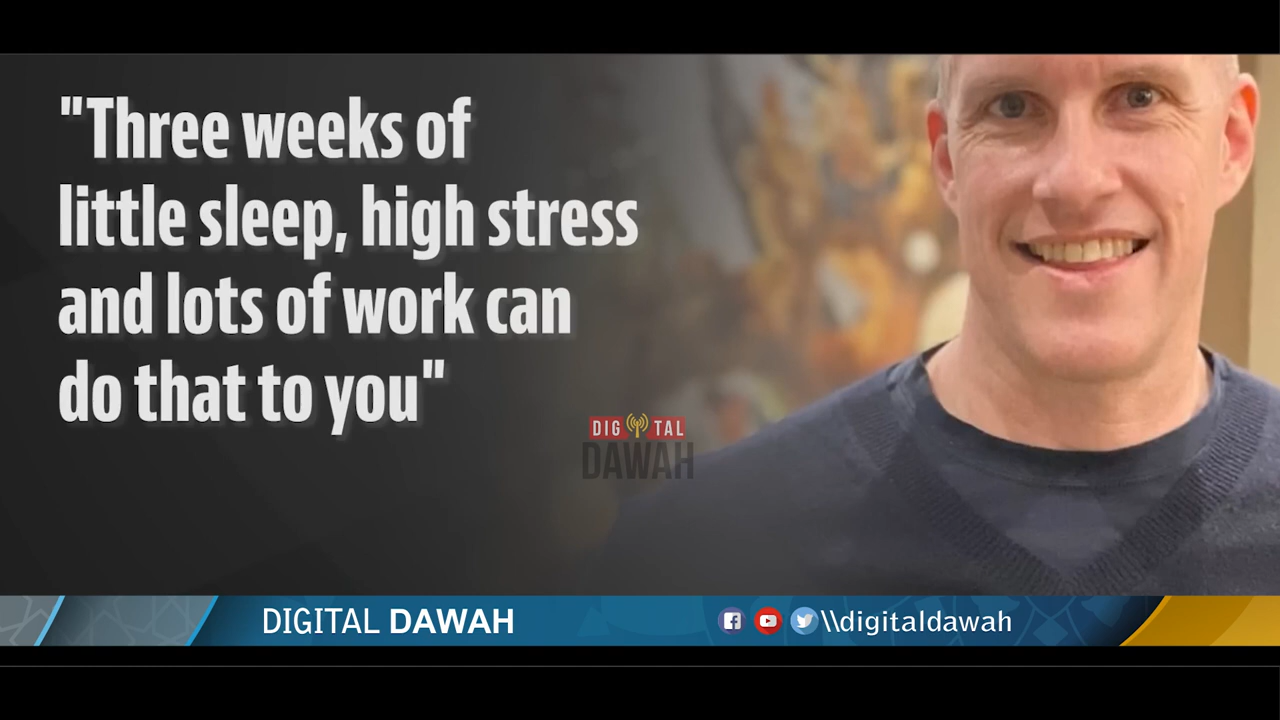 "Three weeks of
little sleep, high stress
and lots of work can
do that to you"
DIGITAL
DAWAH
DIGITAL DAWAH
\\digitaldawah